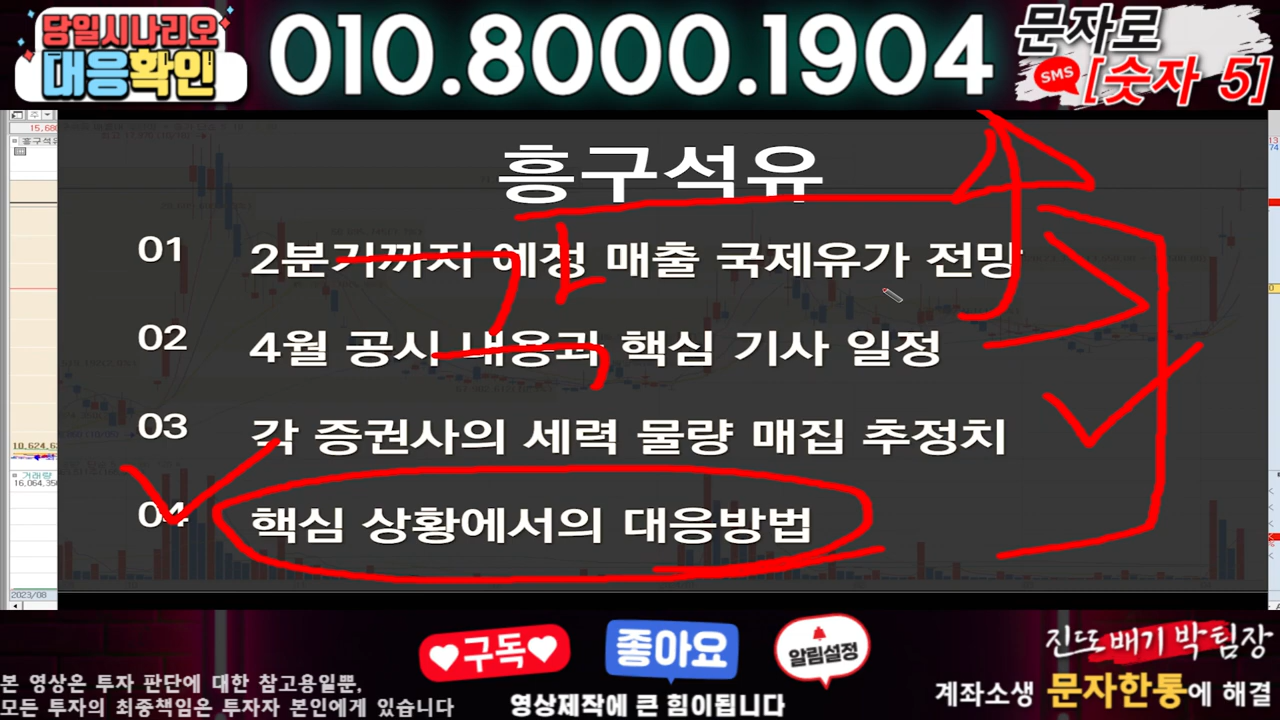 당일시나리오
대응확인
010.8000.1904
문자로
SMS [숫자 5]
흥구석유
01 2분기까지 예정 매출 국제유가 전망
02 4월 공시 내용과 핵심 기사 일정
03 각 증권사의 세력 물량 매집 추정치
04 핵심 상황에서의 대응방법
거래량
2023/08
구독
좋아요
알림설정
영상제작에 큰 힘이됩니다
본 영상은 투자 판단에 대한 참고용일뿐,
모든 투자의 최종책임은 투자자 본인에게 있습니다
진또배기 박팀장
계좌소생 문자한통에 해결